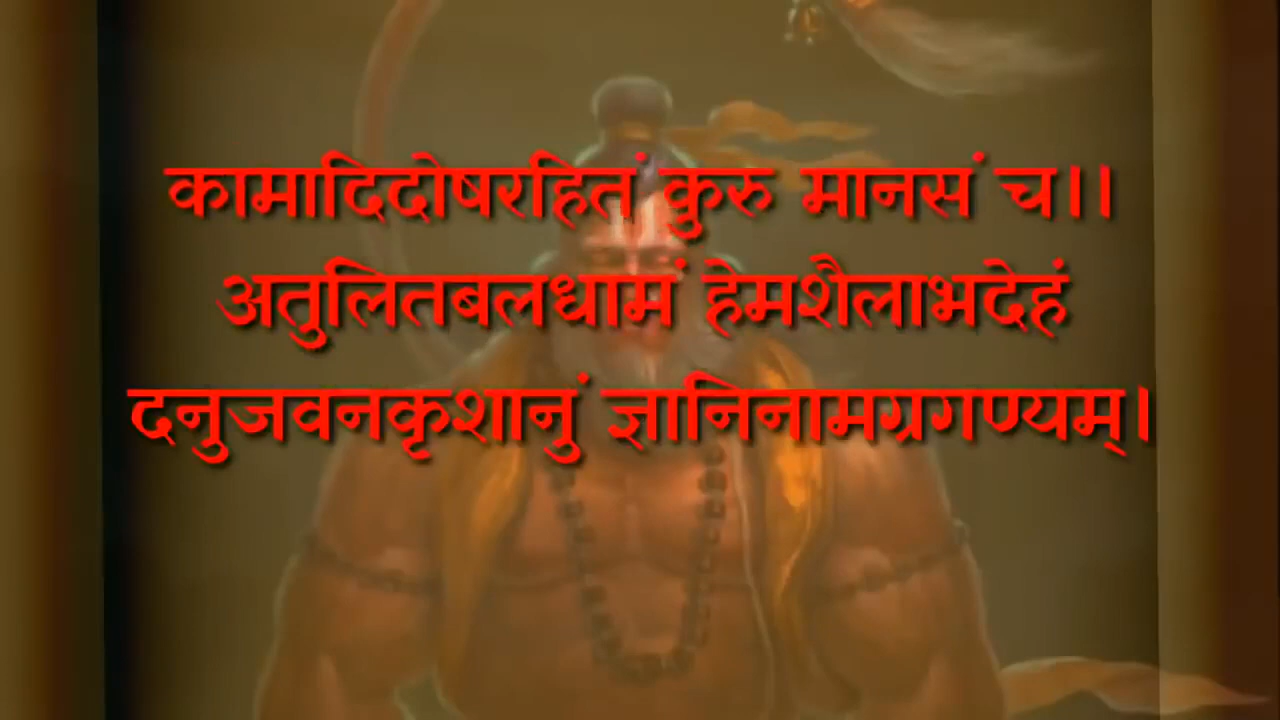 कामादिदोषरहितं कुरु मानसं च।।
अतुलितबलधामं हेमशैलाभदेहं
दनुजवनकृशानुं ज्ञानिनामग्रगण्यम्।